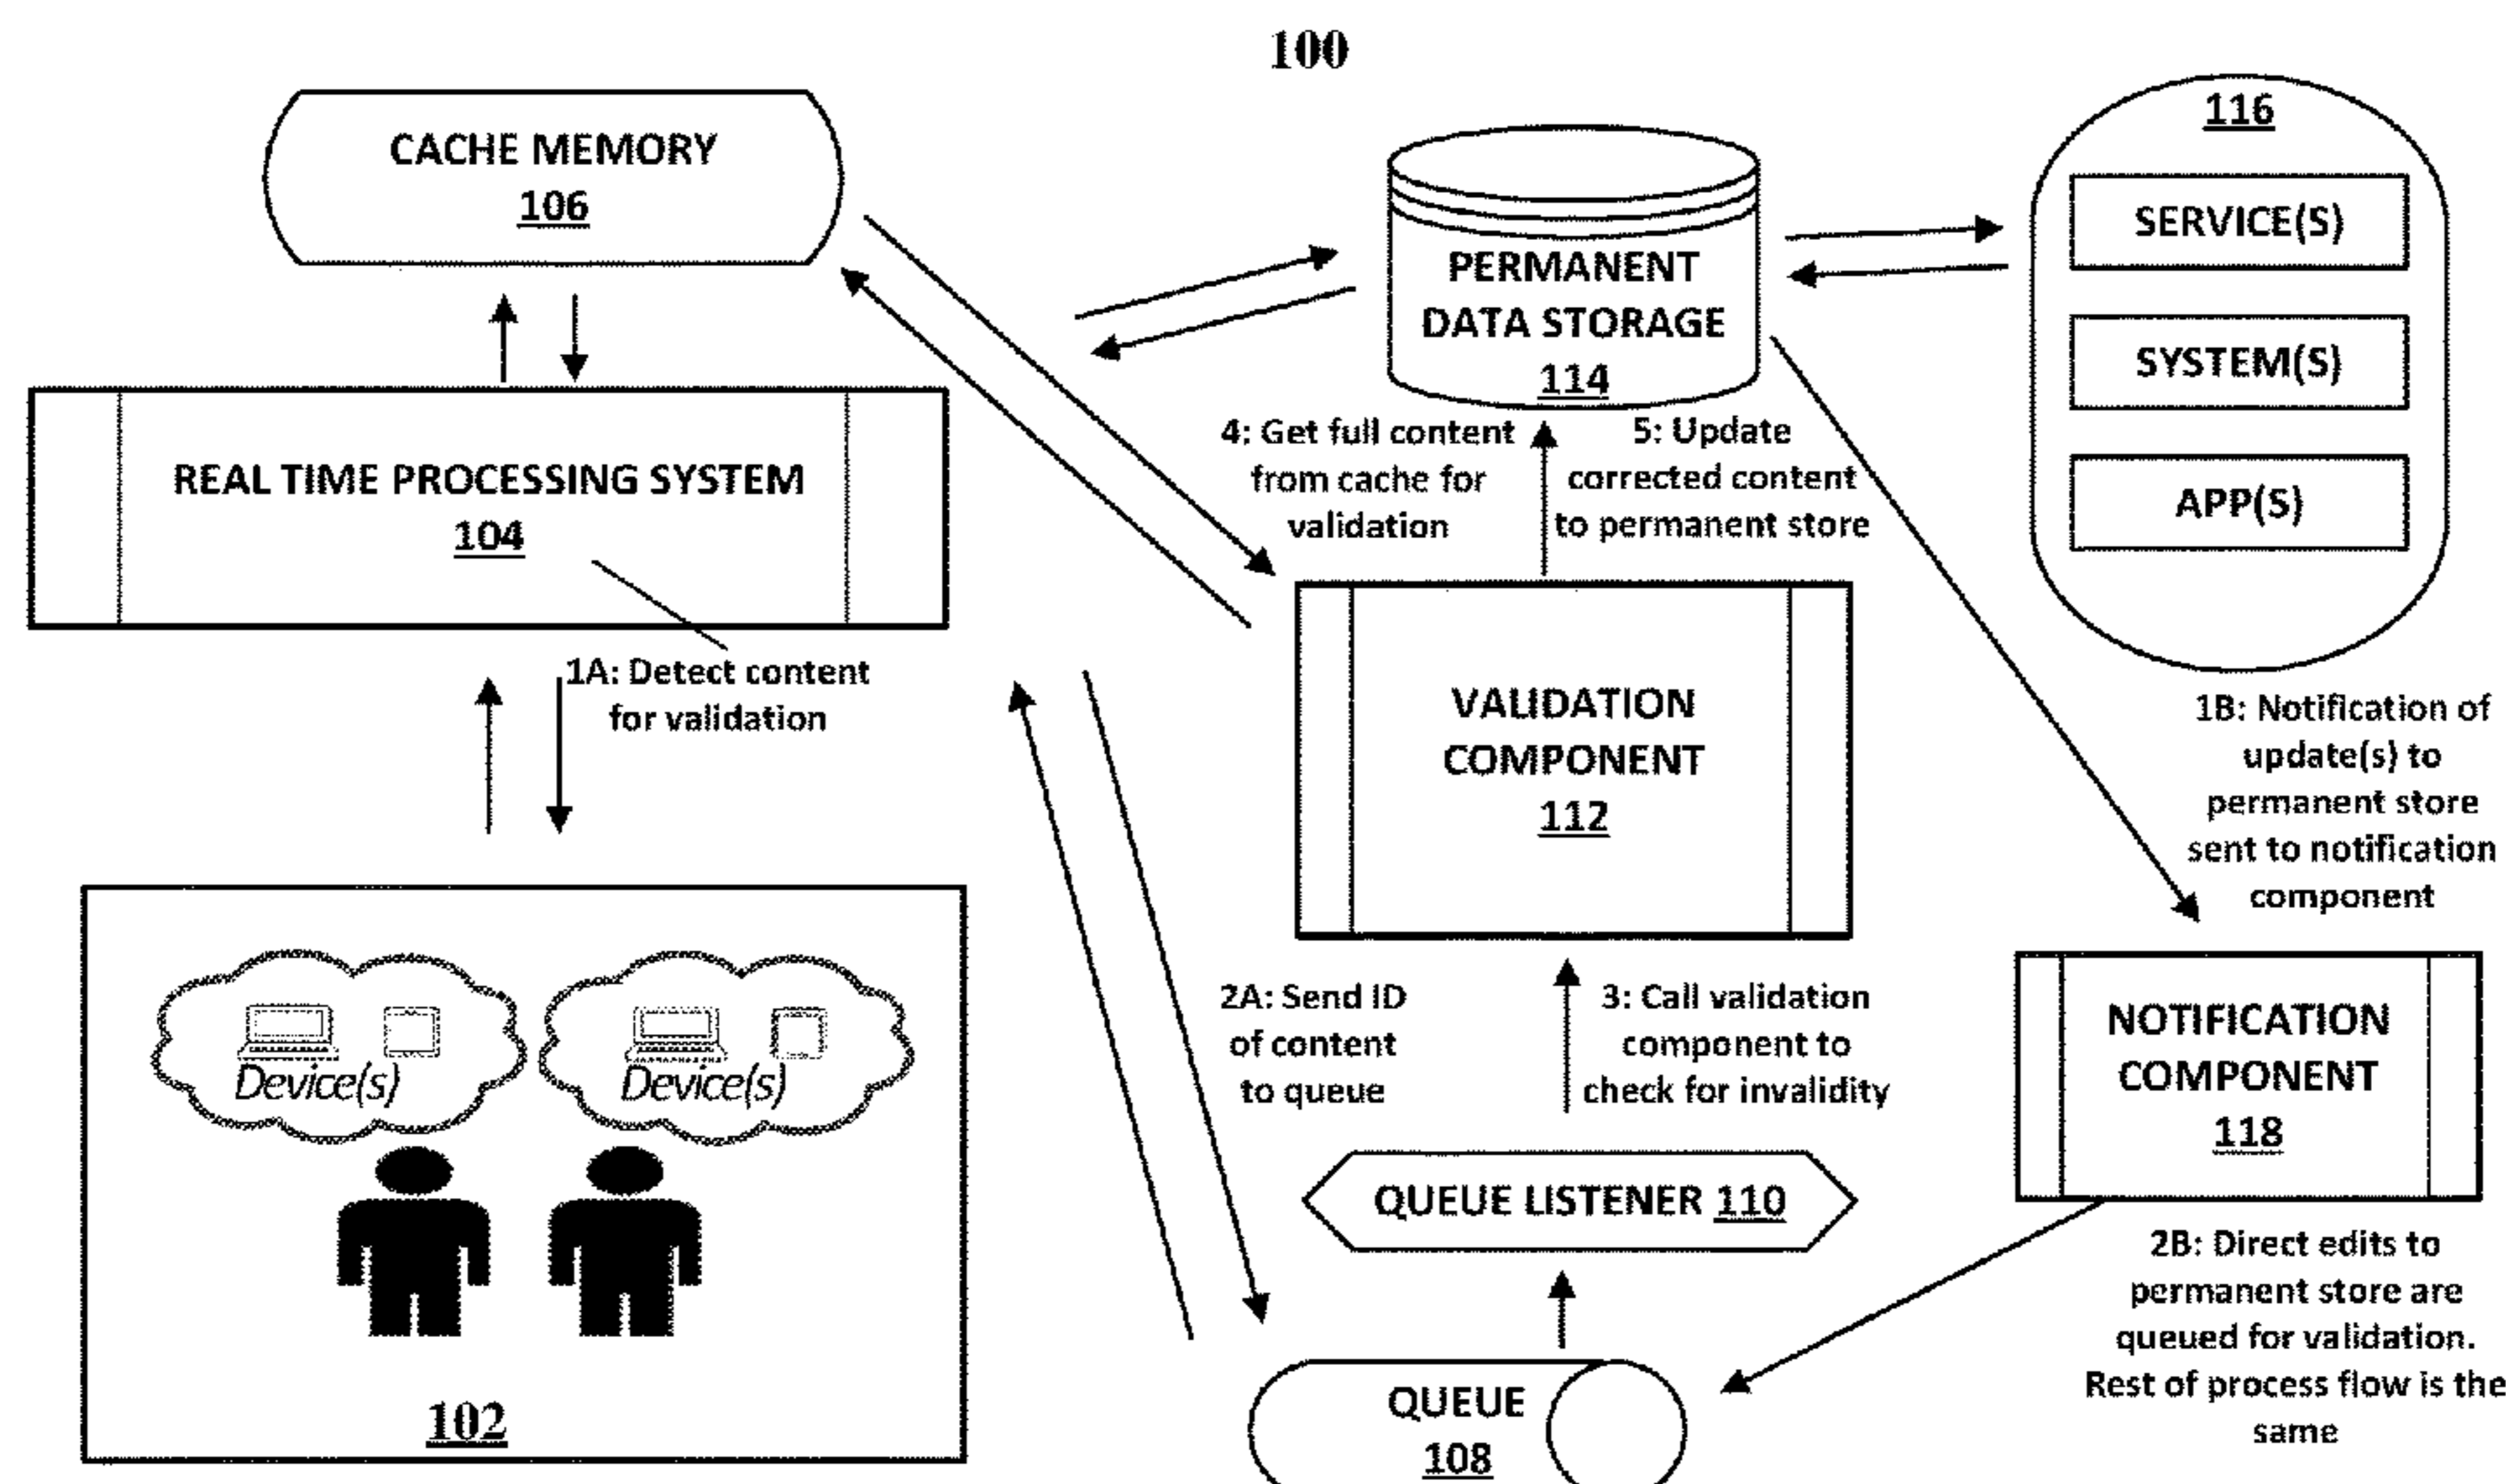 100
CACHE MEMORY
106
PERMANENT
DATA STORAGE
114
116
SERVICE(S)
SYSTEM(S)
APP(S)
REAL TIME PROCESSING SYSTEM
104
4: Get full content
from cache for
validation
5: Update
corrected content
to permanent store
1A: Detect content
for validation
VALIDATION
COMPONENT
112
1B: Notification of
update(s) to
permanent store
sent to notification
component
Device(s)
Device(s)
102
2A: Send ID
of content
to queue
3: Call validation
component to
check for invalidity
NOTIFICATION
COMPONENT
118
QUEUE LISTENER 110
2B: Direct edits to
permanent store are
queued for validation.
Rest of process flow is the
same
QUEUE
108